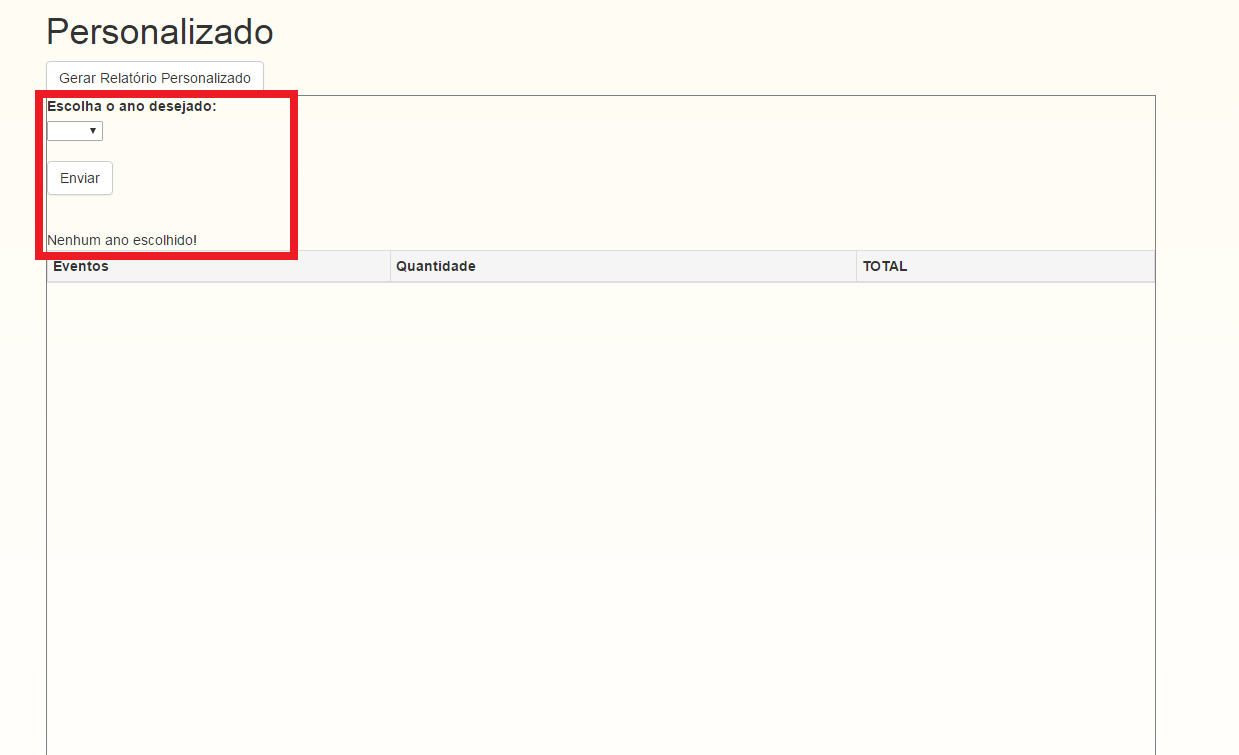 Personalizado
Gerar Relatório Personalizado
Escolha o ano desejado:
Enviar
Nenhum ano escolhido!
Eventos Quantidade TOTAL